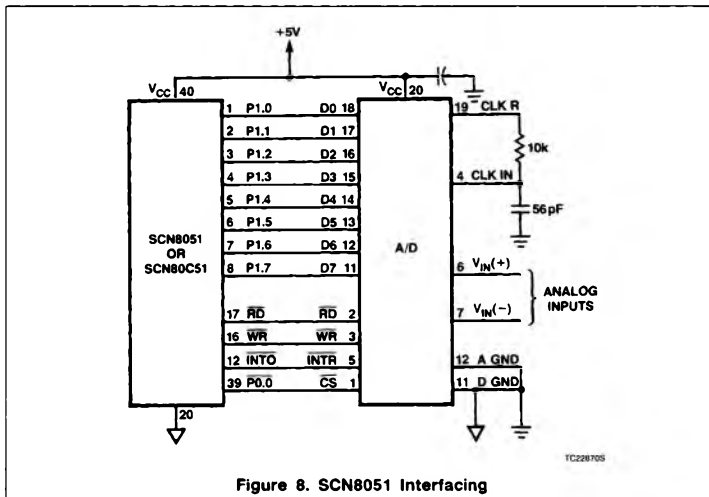 +5V
VCC 40
VCC 20
1 P1.0 D0 18
2 P1.1 D1 17
3 P1.2 D2 16
4 P1.3 D3 15
5 P1.4 D4 14
6 P1.5 D5 13
7 P1.6 D6 12
8 P1.7 D7 11
17 RD RD 2
16 WR WR 3
12 INTO INTR 5
39 P0.0 CS 1
20
SCN8051
OR
SCN80C51
A/D
19 CLK R
10k
4 CLK IN
56pF
6 VIN(+)
7 VIN(−)
ANALOG
INPUTS
12 A GND
11 D GND
TC22870S
Figure 8. SCN8051 Interfacing